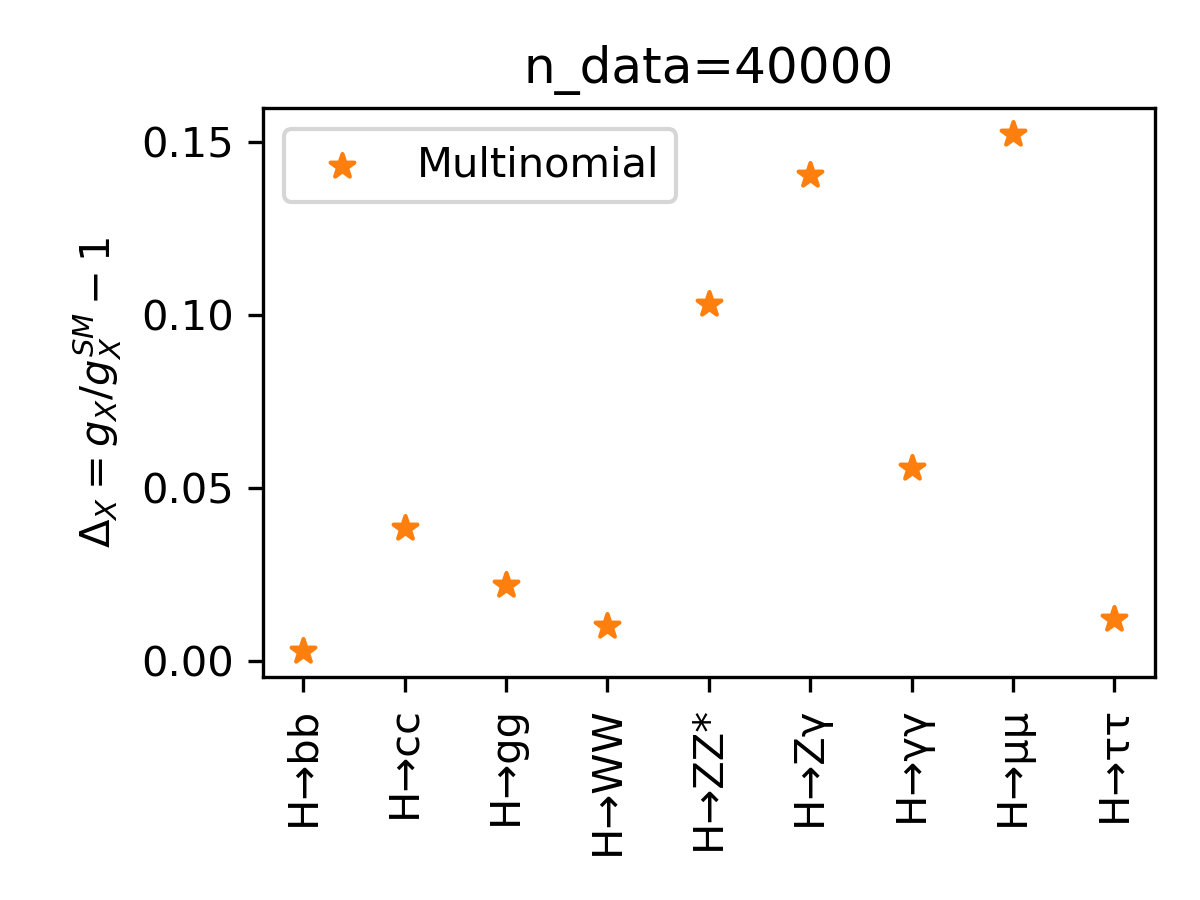 n_data=40000
Multinomial
Δ_X = g_X/g_X^{SM} − 1
0.15
0.10
0.05
0.00
H→bb
H→cc
H→gg
H→WW
H→ZZ*
H→Zγ
H→γγ
H→μμ
H→ττ